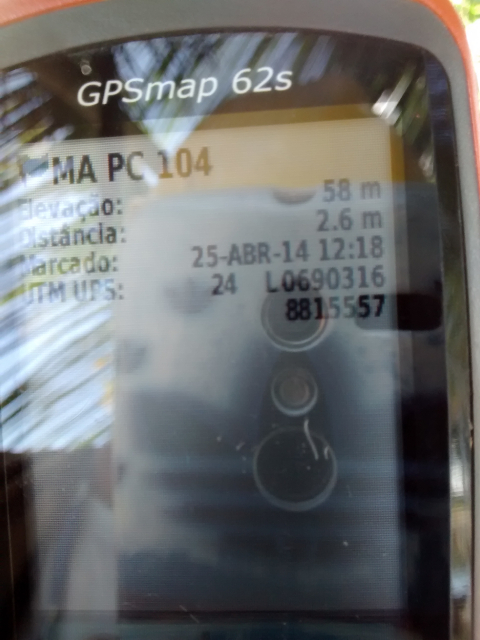 GPSmap 62s
MA PC 104
Elevação: 58 m
Distância: 2.6 m
Marcado: 25-ABR-14 12:18
UTM UPS: 24 L0690316
8815557